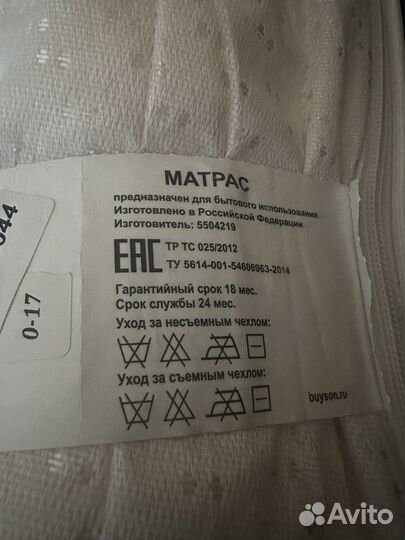 МАТРАС
предназначен для бытового использования
Изготовлено в Российской Федерации
Изготовитель: 5504219
ЕАС
ТР ТС 025/2012
ТУ 5614-001-54606963-2014
Гарантийный срок 18 мес.
Срок службы 24 мес.
Уход за несъемным чехлом:
Уход за съемным чехлом:
buyson.ru
044
0-17
Avito